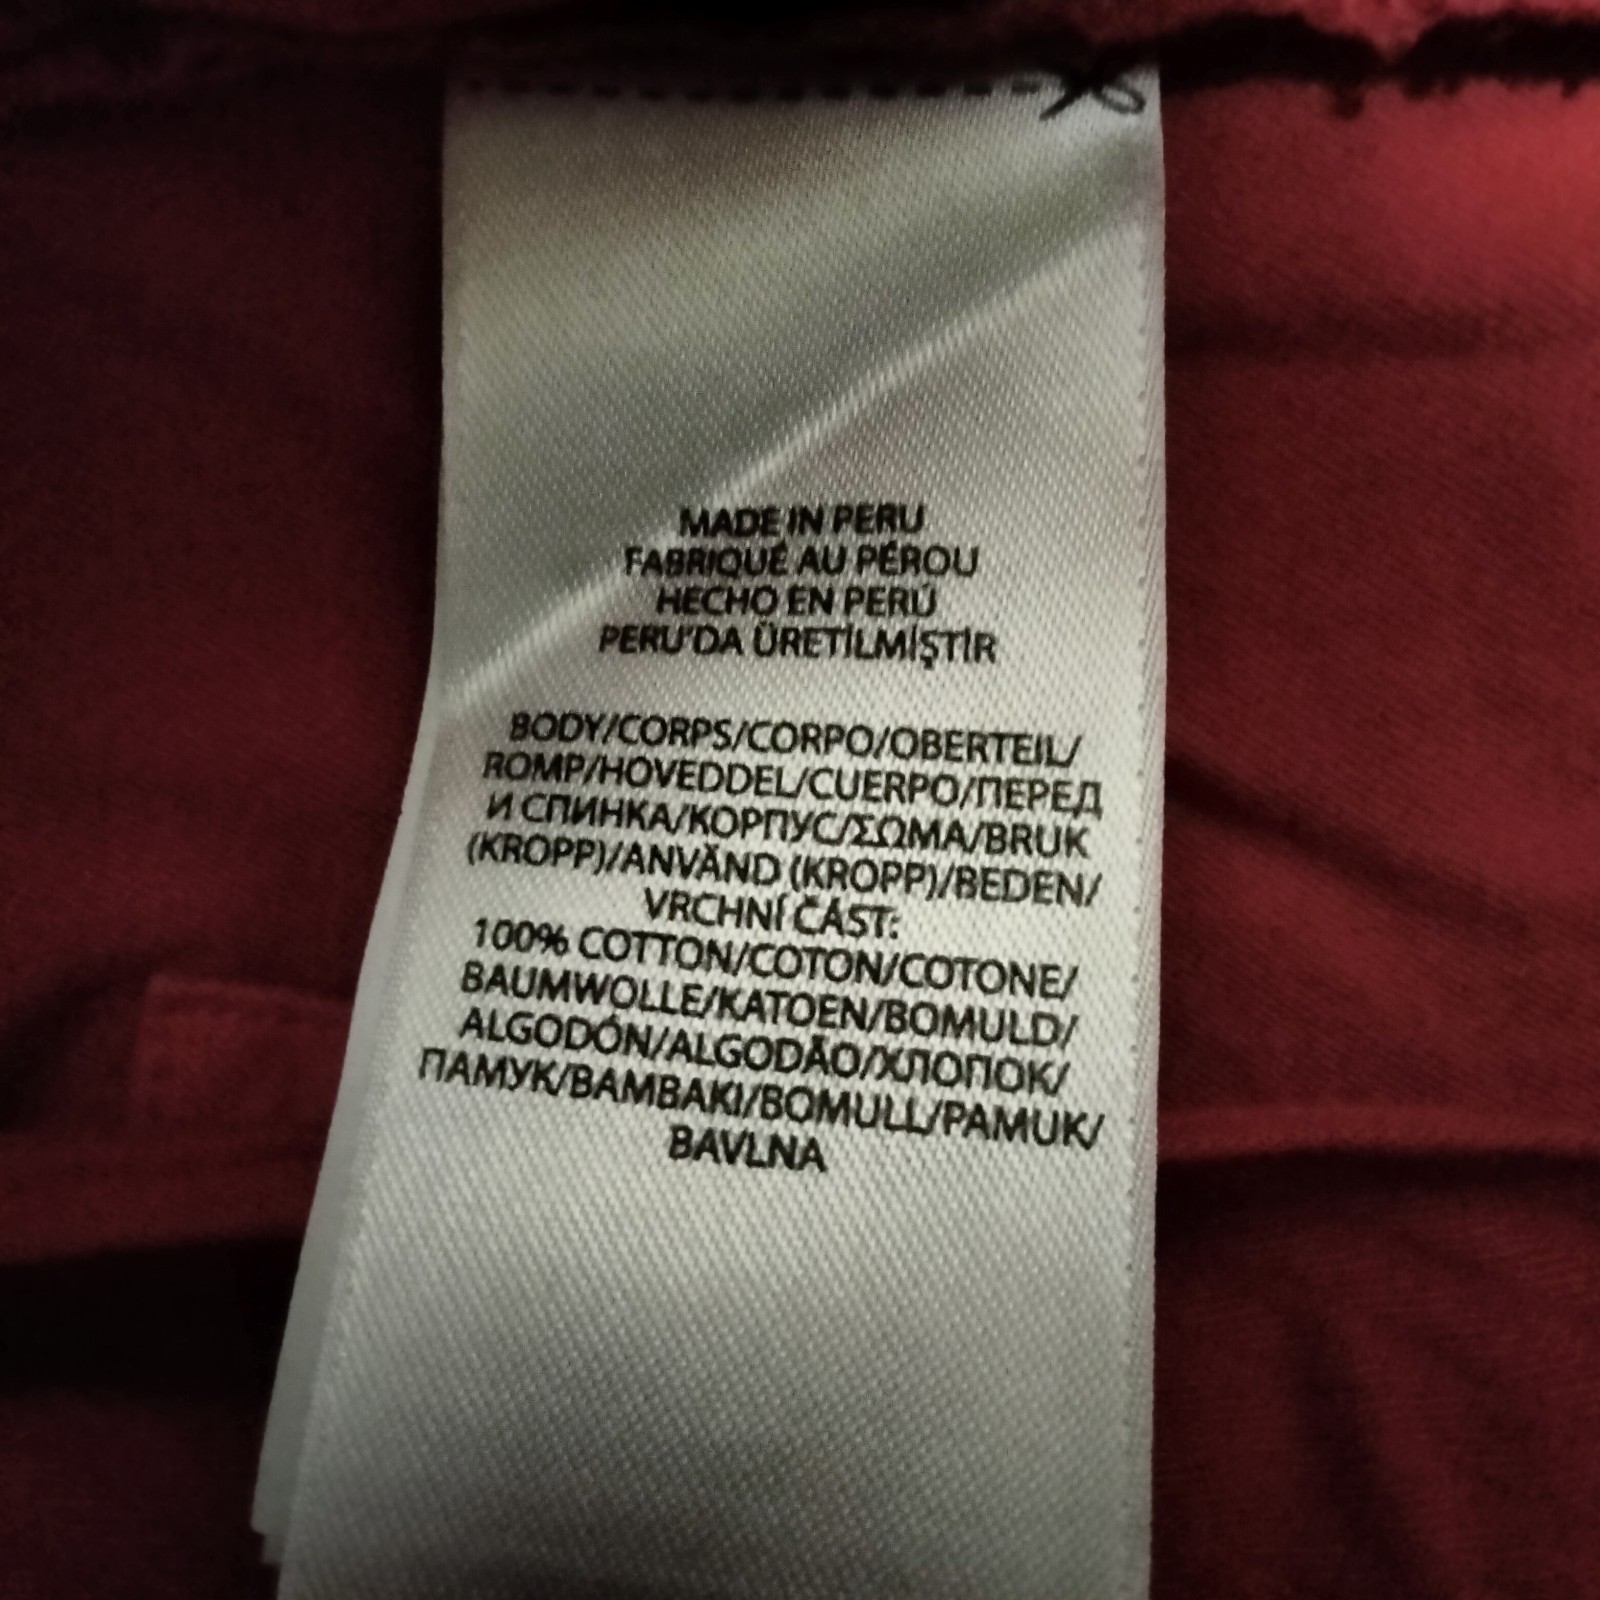 MADE IN PERU
FABRIQUÉ AU PÉROU
HECHO EN PERÚ
PERU'DA ÜRETİLMİŞTİR
BODY/CORPS/CORPO/OBERTEIL/
ROMP/HOVEDDEL/CUERPO/ПЕРЕД
И СПИНКА/КОРПУС/ΣΩΜΑ/BRUK
(KROPP)/ANVÄND (KROPP)/BEDEN/
VRCHNÍ ČÁST:
100% COTTON/COTON/COTONE/
BAUMWOLLE/KATOEN/BOMULD/
ALGODÓN/ALGODÃO/ХЛОПОК/
ПАМУК/ΒΑΜΒΑΚΙ/BOMULL/PAMUK/
BAVLNA